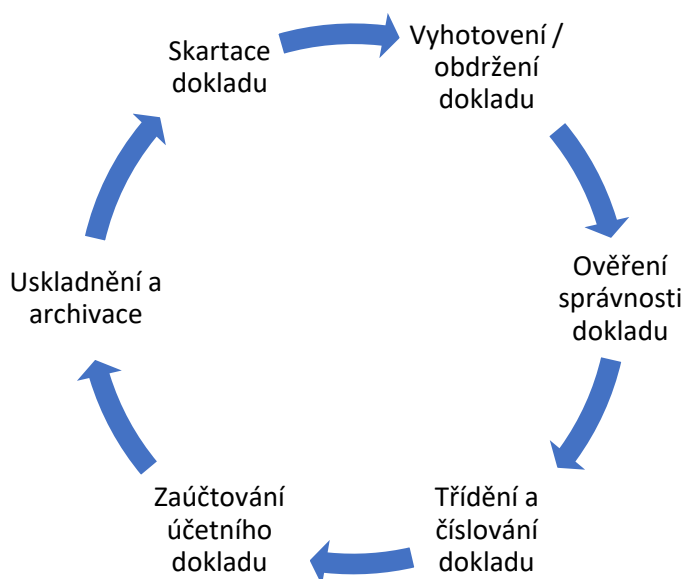 Skartace
dokladu
Vyhotovení /
obdržení
dokladu
Ověření
správnosti
dokladu
Třídění a
číslování
dokladu
Zaúčtování
účetního
dokladu
Uskladnění a
archivace